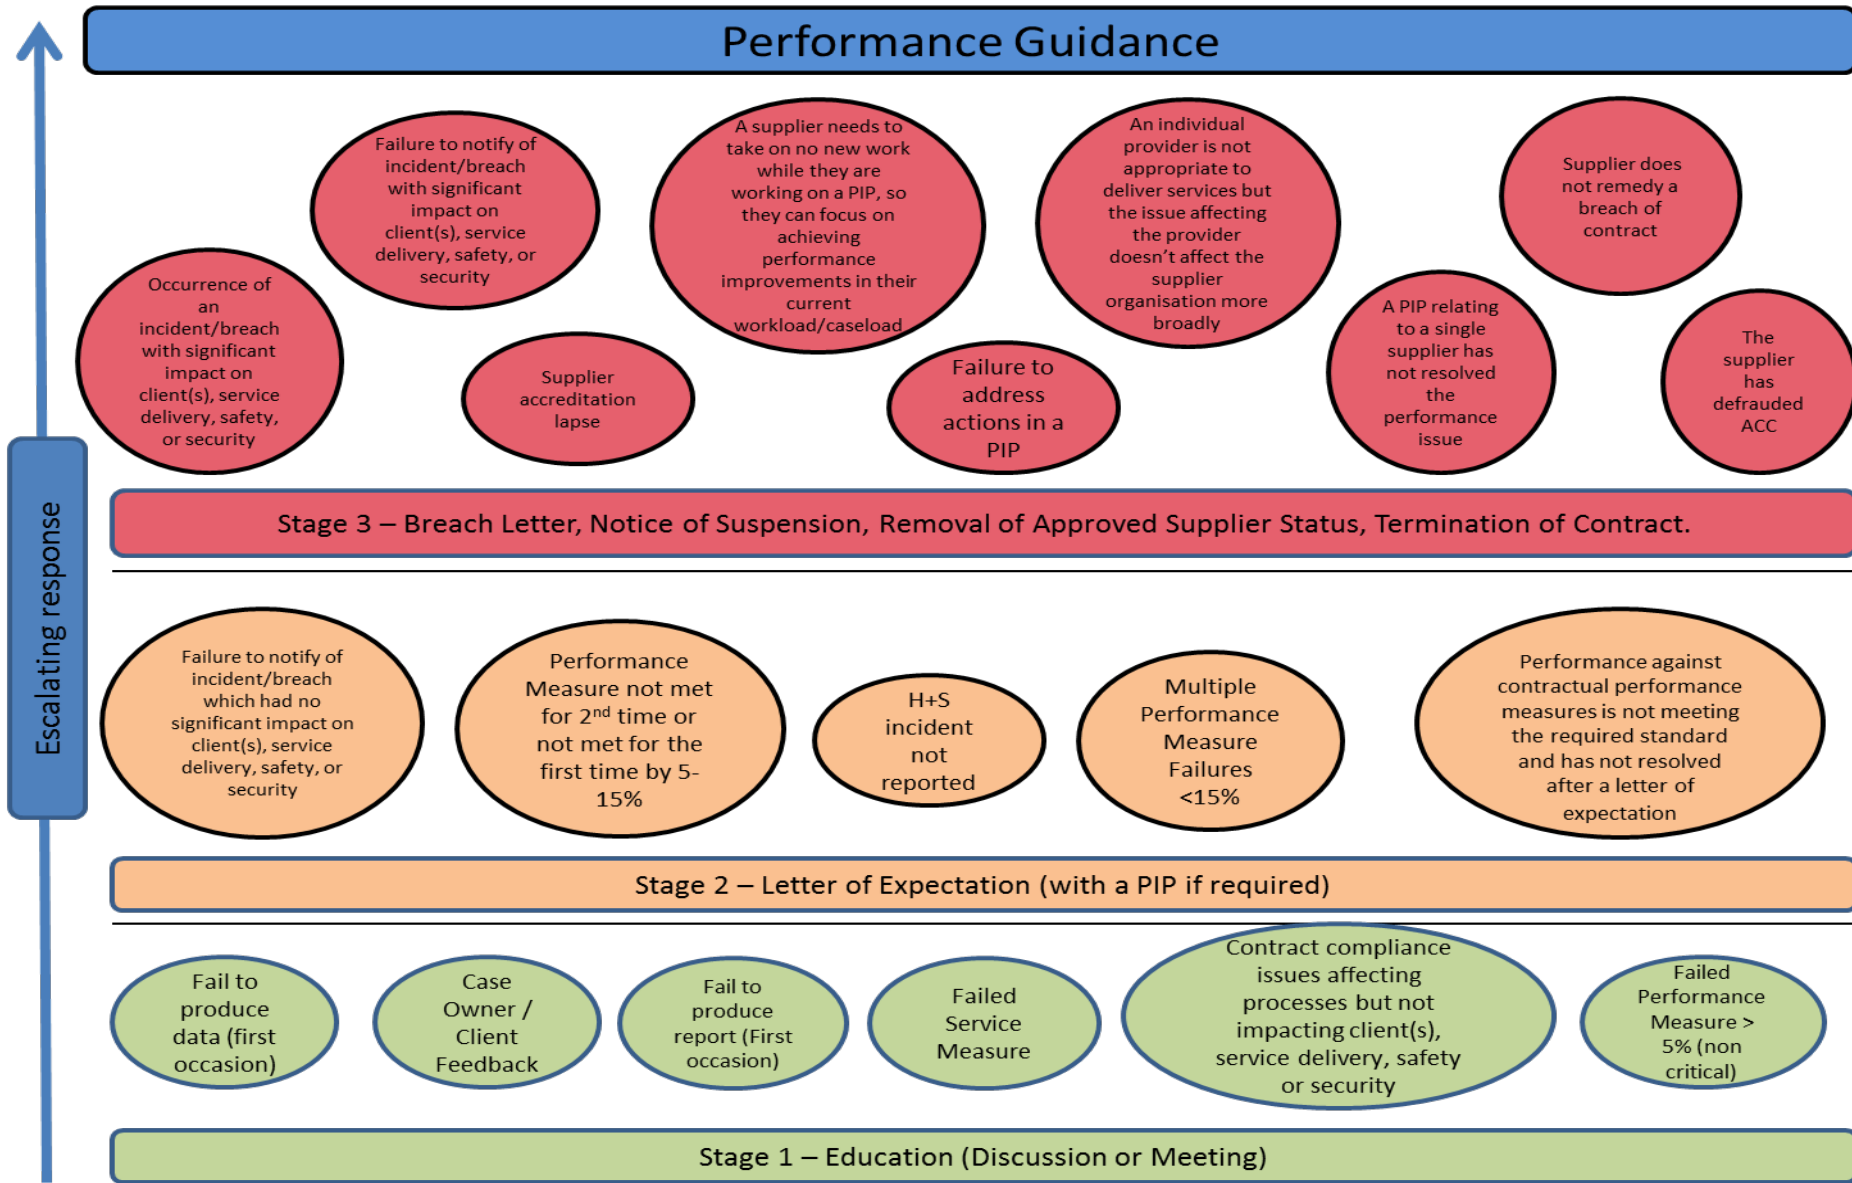 Performance Guidance
Escalating response
Failure to notify of
incident/breach
with significant
impact on
client(s), service
delivery, safety, or
security
A supplier needs to
take on no new work
while they are
working on a PIP, so
they can focus on
achieving
performance
improvements in their
current
workload/caseload
An individual
provider is not
appropriate to
deliver services but
the issue affecting
the provider
doesn't affect the
supplier
organisation more
broadly
Supplier does
not remedy a
breach of
contract
Occurrence of
an
incident/breach
with significant
impact on
client(s), service
delivery, safety,
or security
Supplier
accreditation
lapse
Failure to
address
actions in a
PIP
A PIP relating
to a single
supplier has
not resolved
the
performance
issue
The
supplier
has
defrauded
ACC
Stage 3 – Breach Letter, Notice of Suspension, Removal of Approved Supplier Status, Termination of Contract.
Failure to notify of
incident/breach
which had no
significant impact on
client(s), service
delivery, safety, or
security
Performance
Measure not met
for 2nd time or
not met for the
first time by 5-
15%
H+S
incident
not
reported
Multiple
Performance
Measure
Failures
<15%
Performance against
contractual performance
measures is not meeting
the required standard
and has not resolved
after a letter of
expectation
Stage 2 – Letter of Expectation (with a PIP if required)
Fail to
produce
data (first
occasion)
Case
Owner /
Client
Feedback
Fail to
produce
report (First
occasion)
Failed
Service
Measure
Contract compliance
issues affecting
processes but not
impacting client(s),
service delivery, safety
or security
Failed
Performance
Measure >
5% (non
critical)
Stage 1 – Education (Discussion or Meeting)